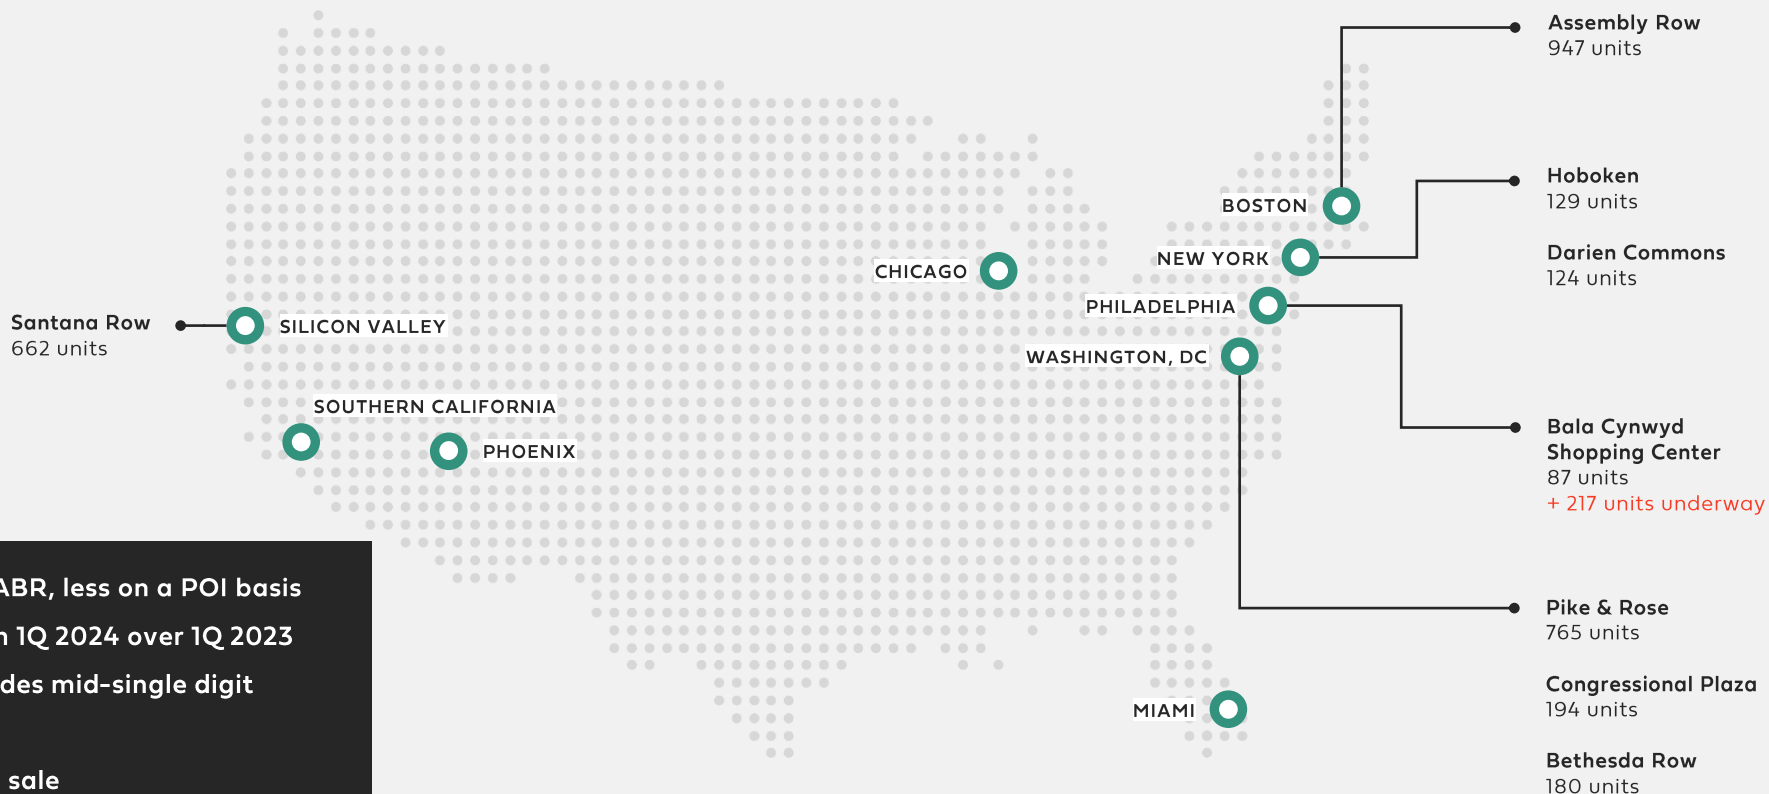 Assembly Row
947 units
Hoboken
129 units
BOSTON
Darien Commons
124 units
NEW YORK
CHICAGO
PHILADELPHIA
Santana Row
662 units
SILICON VALLEY
WASHINGTON, DC
SOUTHERN CALIFORNIA
PHOENIX
Bala Cynwyd
Shopping Center
87 units
+ 217 units underway
ABR, less on a POI basis
1Q 2024 over 1Q 2023
mid-single digit
sale
Pike & Rose
765 units
Congressional Plaza
194 units
MIAMI
Bethesda Row
180 units